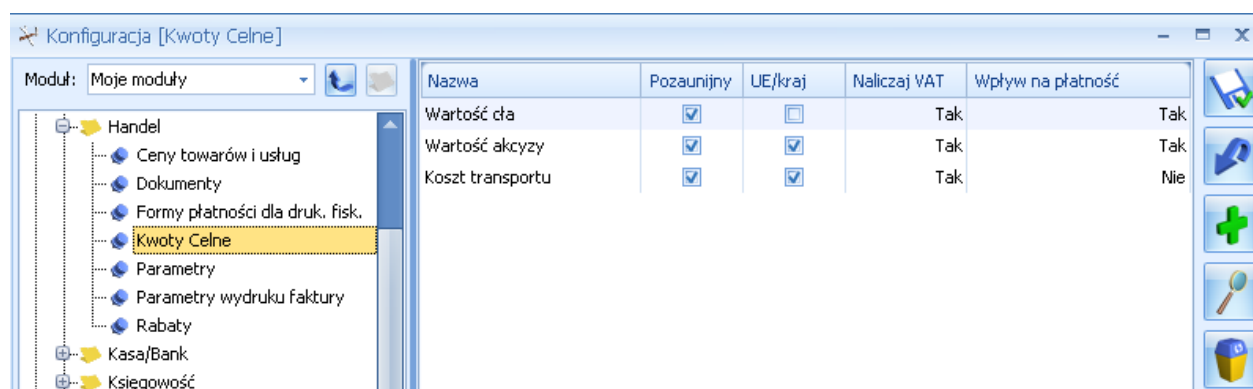 Konfiguracja [Kwoty Celne]
Moduł: Moje moduły
Handel
Ceny towarów i usług
Dokumenty
Formy płatności dla druk. fisk.
Kwoty Celne
Parametry
Parametry wydruku faktury
Rabaty
Kasa/Bank
Księgowość
Nazwa Pozaunijny UE/kraj Naliczaj VAT Wpływ na płatność
Wartość cła Tak Tak
Wartość akcyzy Tak Tak
Koszt transportu Tak Nie